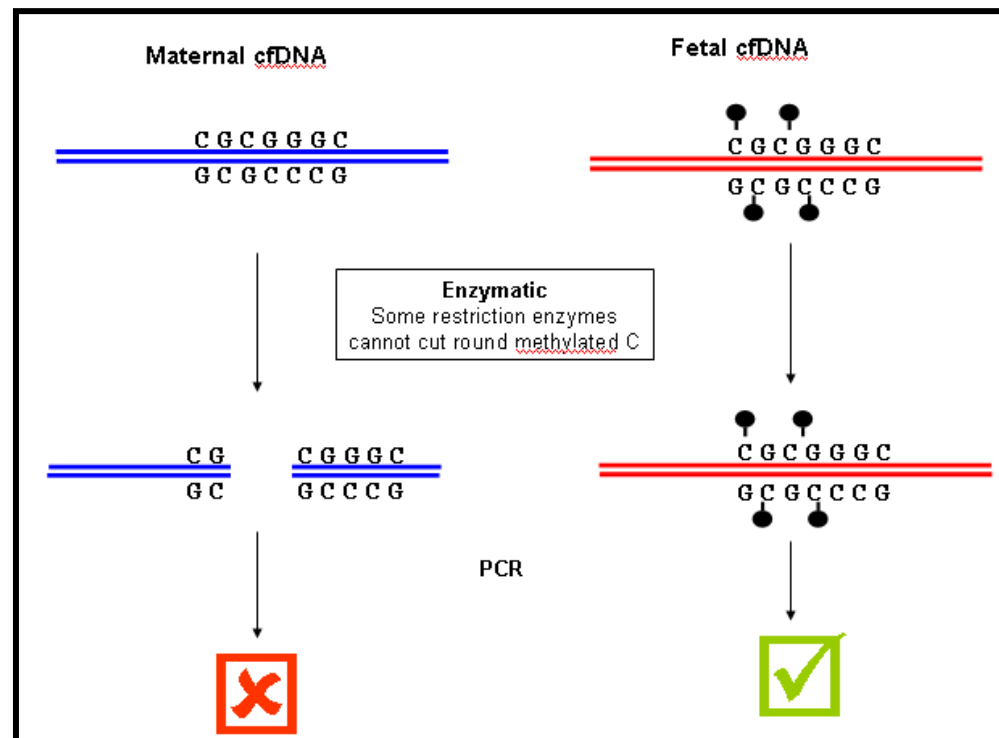 Maternal cfDNA
Fetal cfDNA
C G C G G G C
G C G C C C G
C G C G G G C
G C G C C C G
Enzymatic
Some restriction enzymes
cannot cut round methylated C
C G
G C
C G G G C
G C C C G
C G C G G G C
G C G C C C G
PCR